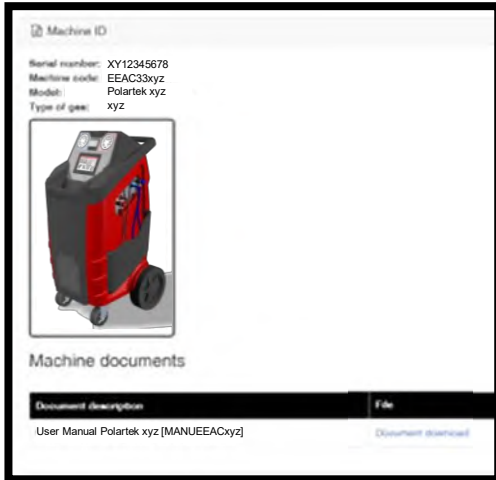 Machine ID
Serial number: XY12345678
Machine code: EEAC33xyz
Model: Polartek xyz
Type of gas: xyz
Machine documents
Document description File
User Manual Polartek xyz [MANUEEACxyz] Document download